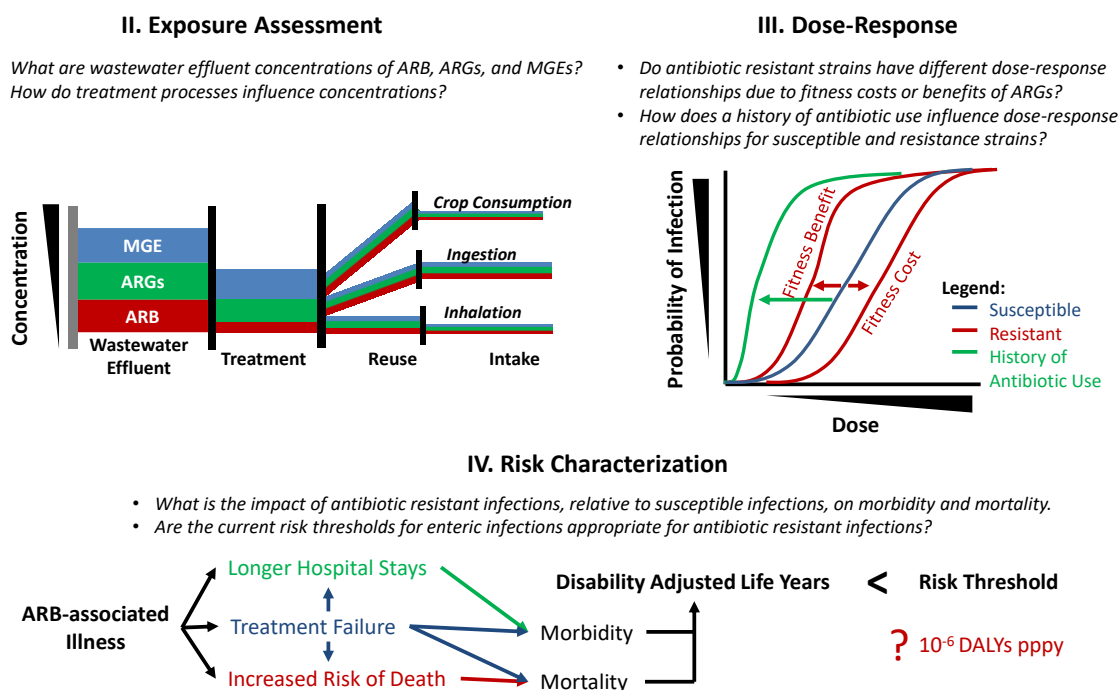 II. Exposure Assessment
What are wastewater effluent concentrations of ARB, ARGs, and MGEs?
How do treatment processes influence concentrations?
Concentration
MGE
ARGs
ARB
Wastewater
Effluent
Treatment
Reuse
Intake
Crop Consumption
Ingestion
Inhalation
III. Dose-Response
• Do antibiotic resistant strains have different dose-response
relationships due to fitness costs or benefits of ARGs?
• How does a history of antibiotic use influence dose-response
relationships for susceptible and resistance strains?
Probability of Infection
Fitness Benefit
Fitness Cost
Legend:
Susceptible
Resistant
History of
Antibiotic Use
Dose
IV. Risk Characterization
• What is the impact of antibiotic resistant infections, relative to susceptible infections, on morbidity and mortality.
• Are the current risk thresholds for enteric infections appropriate for antibiotic resistant infections?
ARB-associated
Illness
Longer Hospital Stays
Treatment Failure
Increased Risk of Death
Morbidity
Mortality
Disability Adjusted Life Years < Risk Threshold
? 10⁻⁶ DALYs pppy